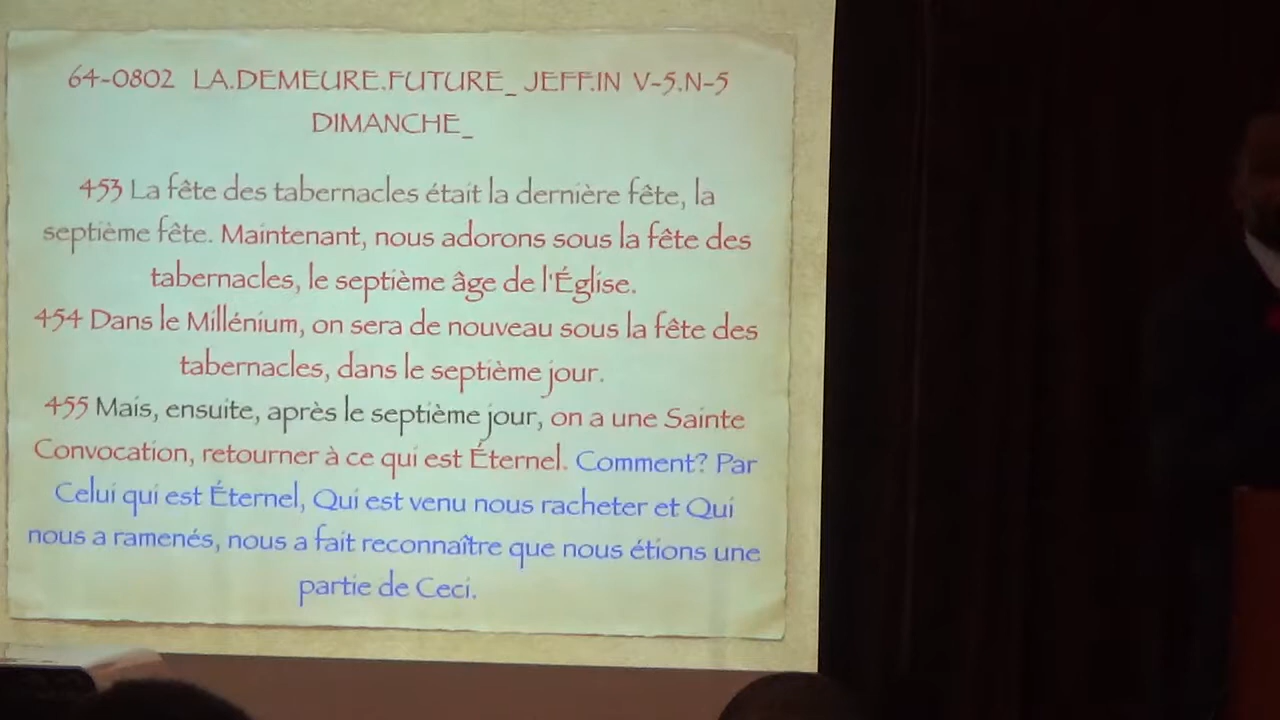 64-0802 LA.DEMEURE.FUTURE_ JEFF.IN V-5.N-5
DIMANCHE_
453 La fête des tabernacles était la dernière fête, la
septième fête. Maintenant, nous adorons sous la fête des
tabernacles, le septième âge de l'Église.
454 Dans le Millénium, on sera de nouveau sous la fête des
tabernacles, dans le septième jour.
455 Mais, ensuite, après le septième jour, on a une Sainte
Convocation, retourner à ce qui est Éternel. Comment? Par
Celui qui est Éternel, Qui est venu nous racheter et Qui
nous a ramenés, nous a fait reconnaître que nous étions une
partie de Ceci.